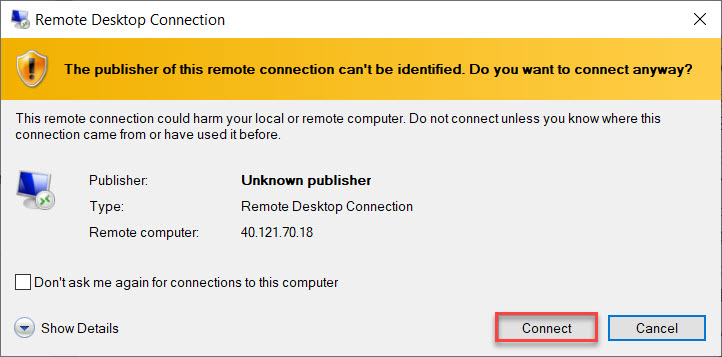 Remote Desktop Connection
The publisher of this remote connection can't be identified. Do you want to connect anyway?
This remote connection could harm your local or remote computer. Do not connect unless you know where this
connection came from or have used it before.
Publisher: Unknown publisher
Type: Remote Desktop Connection
Remote computer: 40.121.70.18
Don't ask me again for connections to this computer
Show Details Connect Cancel